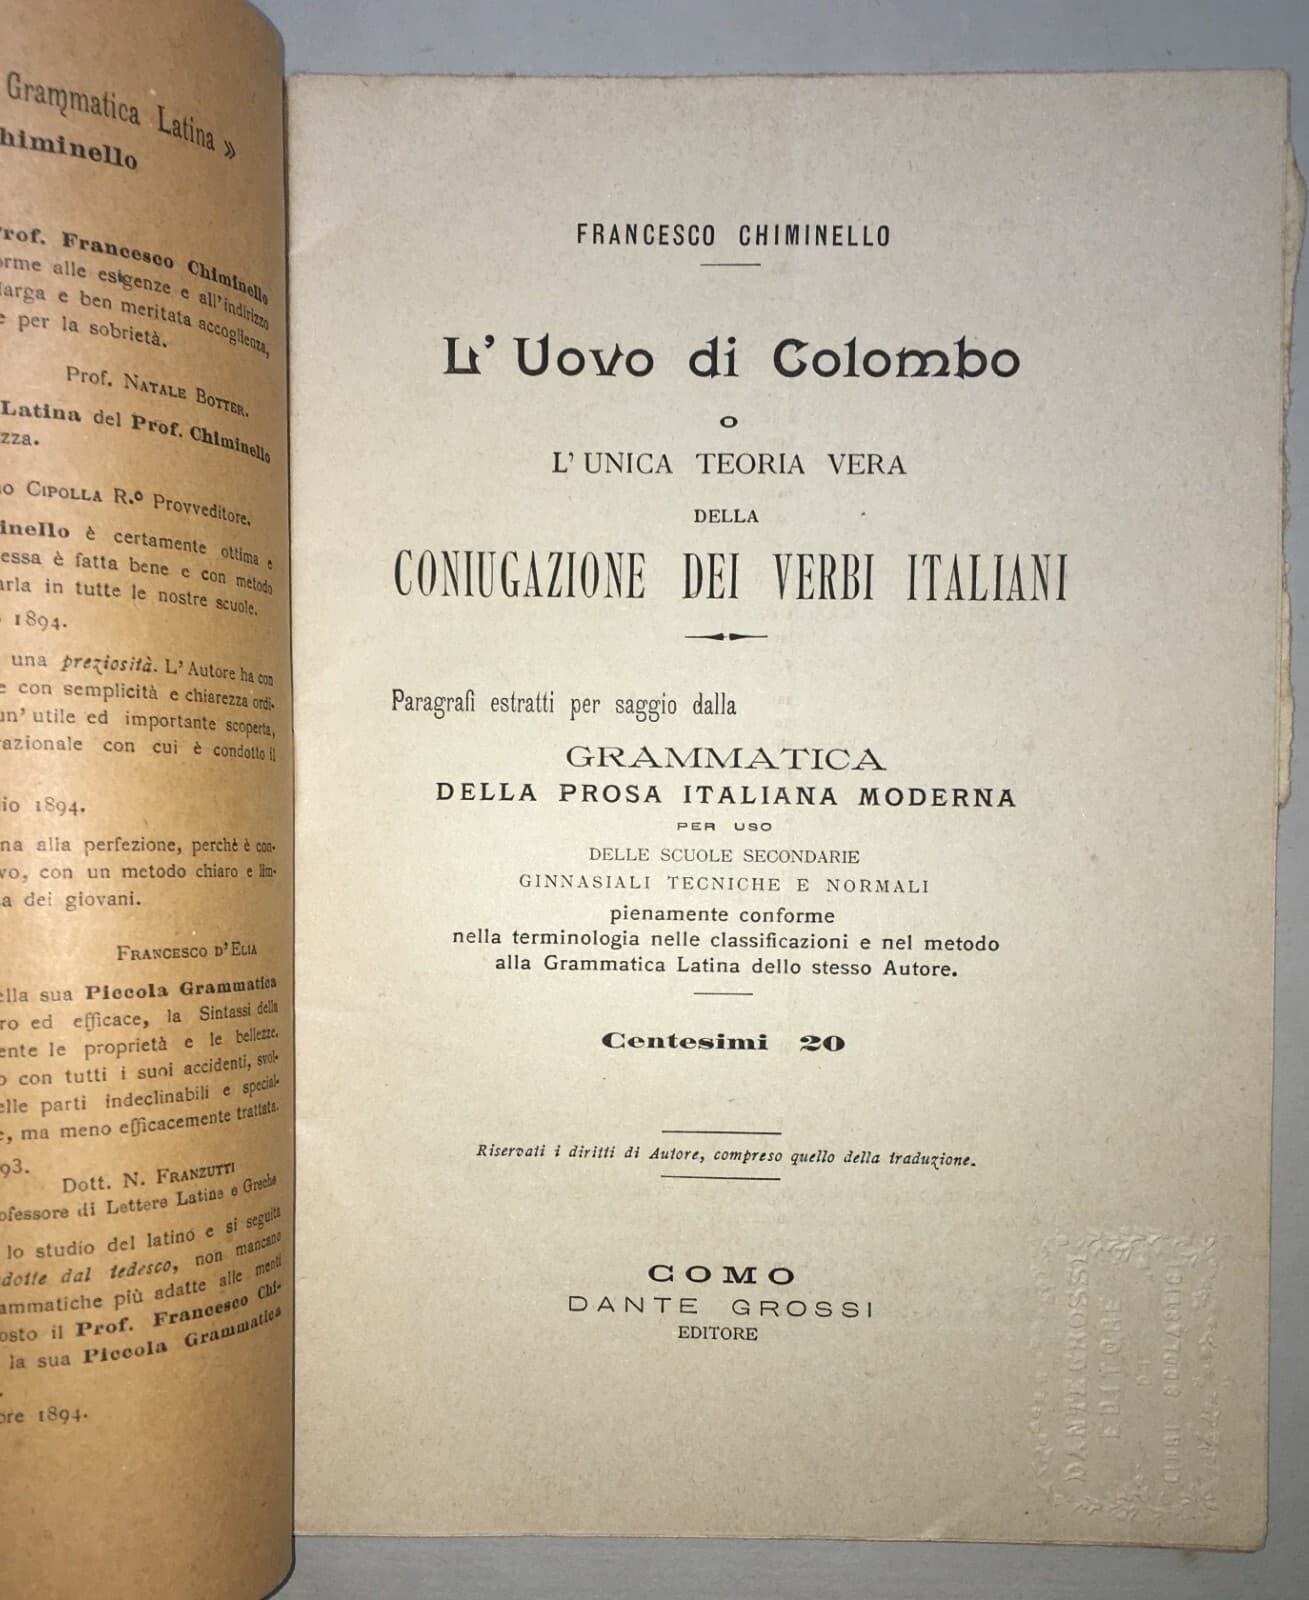 Grammatica Latina »
himinello
rof. Francesco Chiminello
orme alle esigenze e all'indirizzo
larga e ben meritata accoglienza,
e per la sobrietà.
Prof. NATALE BOTTER.
Latina del Prof. Chiminello
zza.
o CIPOLLA R.º Provveditore.
inello è certamente ottima e
essa è fatta bene e con metodo
arla in tutte le nostre scuole.
1894.
una preziosità. L' Autore ha con
e con semplicità e chiarezza ordi-
un' utile ed importante scoperta,
razionale con cui è condotto il
io 1894.
na alla perfezione, perchè è con-
vo, con un metodo chiaro e lim-
a dei giovani.
FRANCESCO D'ELIA
ella sua Piccola Grammatica
ro ed efficace, la Sintassi della
ente le proprietà e le bellezze.
o con tutti i suoi accidenti, svol-
elle parti indeclinabili e special-
e, ma meno efficacemente trattata.
93.
Dott. N. FRANZUTTI
ofessore di Lettere Latine e Greche
lo studio del latino e si seguita
dotte dal tedesco, non mancano
ammatiche più adatte alle menti
osto il Prof. Francesco Chi-
la sua Piccola Grammatica
bre 1894.
FRANCESCO CHIMINELLO
L' Uovo di Colombo
O
L' UNICA TEORIA VERA
DELLA
CONIUGAZIONE DEI VERBI ITALIANI
Paragrafi estratti per saggio dalla
GRAMMATICA
DELLA PROSA ITALIANA MODERNA
PER USO
DELLE SCUOLE SECONDARIE
GINNASIALI TECNICHE E NORMALI
pienamente conforme
nella terminologia nelle classificazioni e nel metodo
alla Grammatica Latina dello stesso Autore.
Centesimi 20
Riservati i diritti di Autore, compreso quello della traduzione.
COMO
DANTE GROSSI
EDITORE
DANTE GROSSI
EDITORE
DI
LIBRI SCOLASTICI